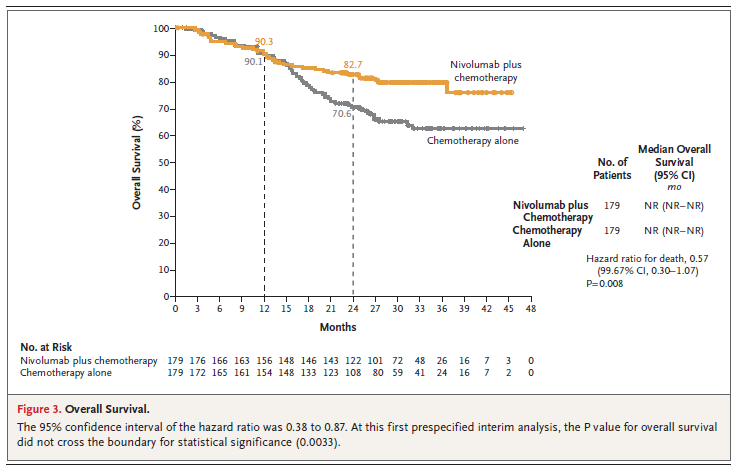 100
90
80
70
60
50
40
30
20
10
0
Overall Survival (%)
90.3
90.1
82.7
70.6
Nivolumab plus
chemotherapy
Chemotherapy alone
0 3 6 9 12 15 18 21 24 27 30 33 36 39 42 45 48
Months
No. of
Patients
Median Overall
Survival
(95% CI)
mo
Nivolumab plus
Chemotherapy
179 NR (NR–NR)
Chemotherapy
Alone
179 NR (NR–NR)
Hazard ratio for death, 0.57
(99.67% CI, 0.30–1.07)
P=0.008
No. at Risk
Nivolumab plus chemotherapy 179 176 166 163 156 148 146 143 122 101 72 48 26 16 7 3 0
Chemotherapy alone 179 172 165 161 154 148 133 123 108 80 59 41 24 16 7 2 0
Figure 3. Overall Survival.
The 95% confidence interval of the hazard ratio was 0.38 to 0.87. At this first prespecified interim analysis, the P value for overall survival
did not cross the boundary for statistical significance (0.0033).